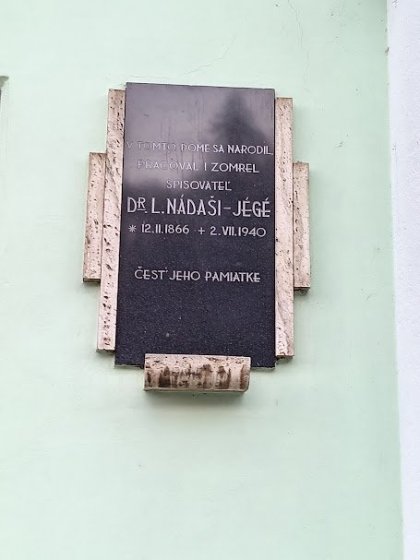 V TOMTO DOME SA NARODIL
PRACOVAL I ZOMREL
SPISOVATEĽ
DR. L. NÁDAŠI-JÉGÉ
* 12.II.1866 + 2.VII.1940
ČESŤ JEHO PAMIATKE